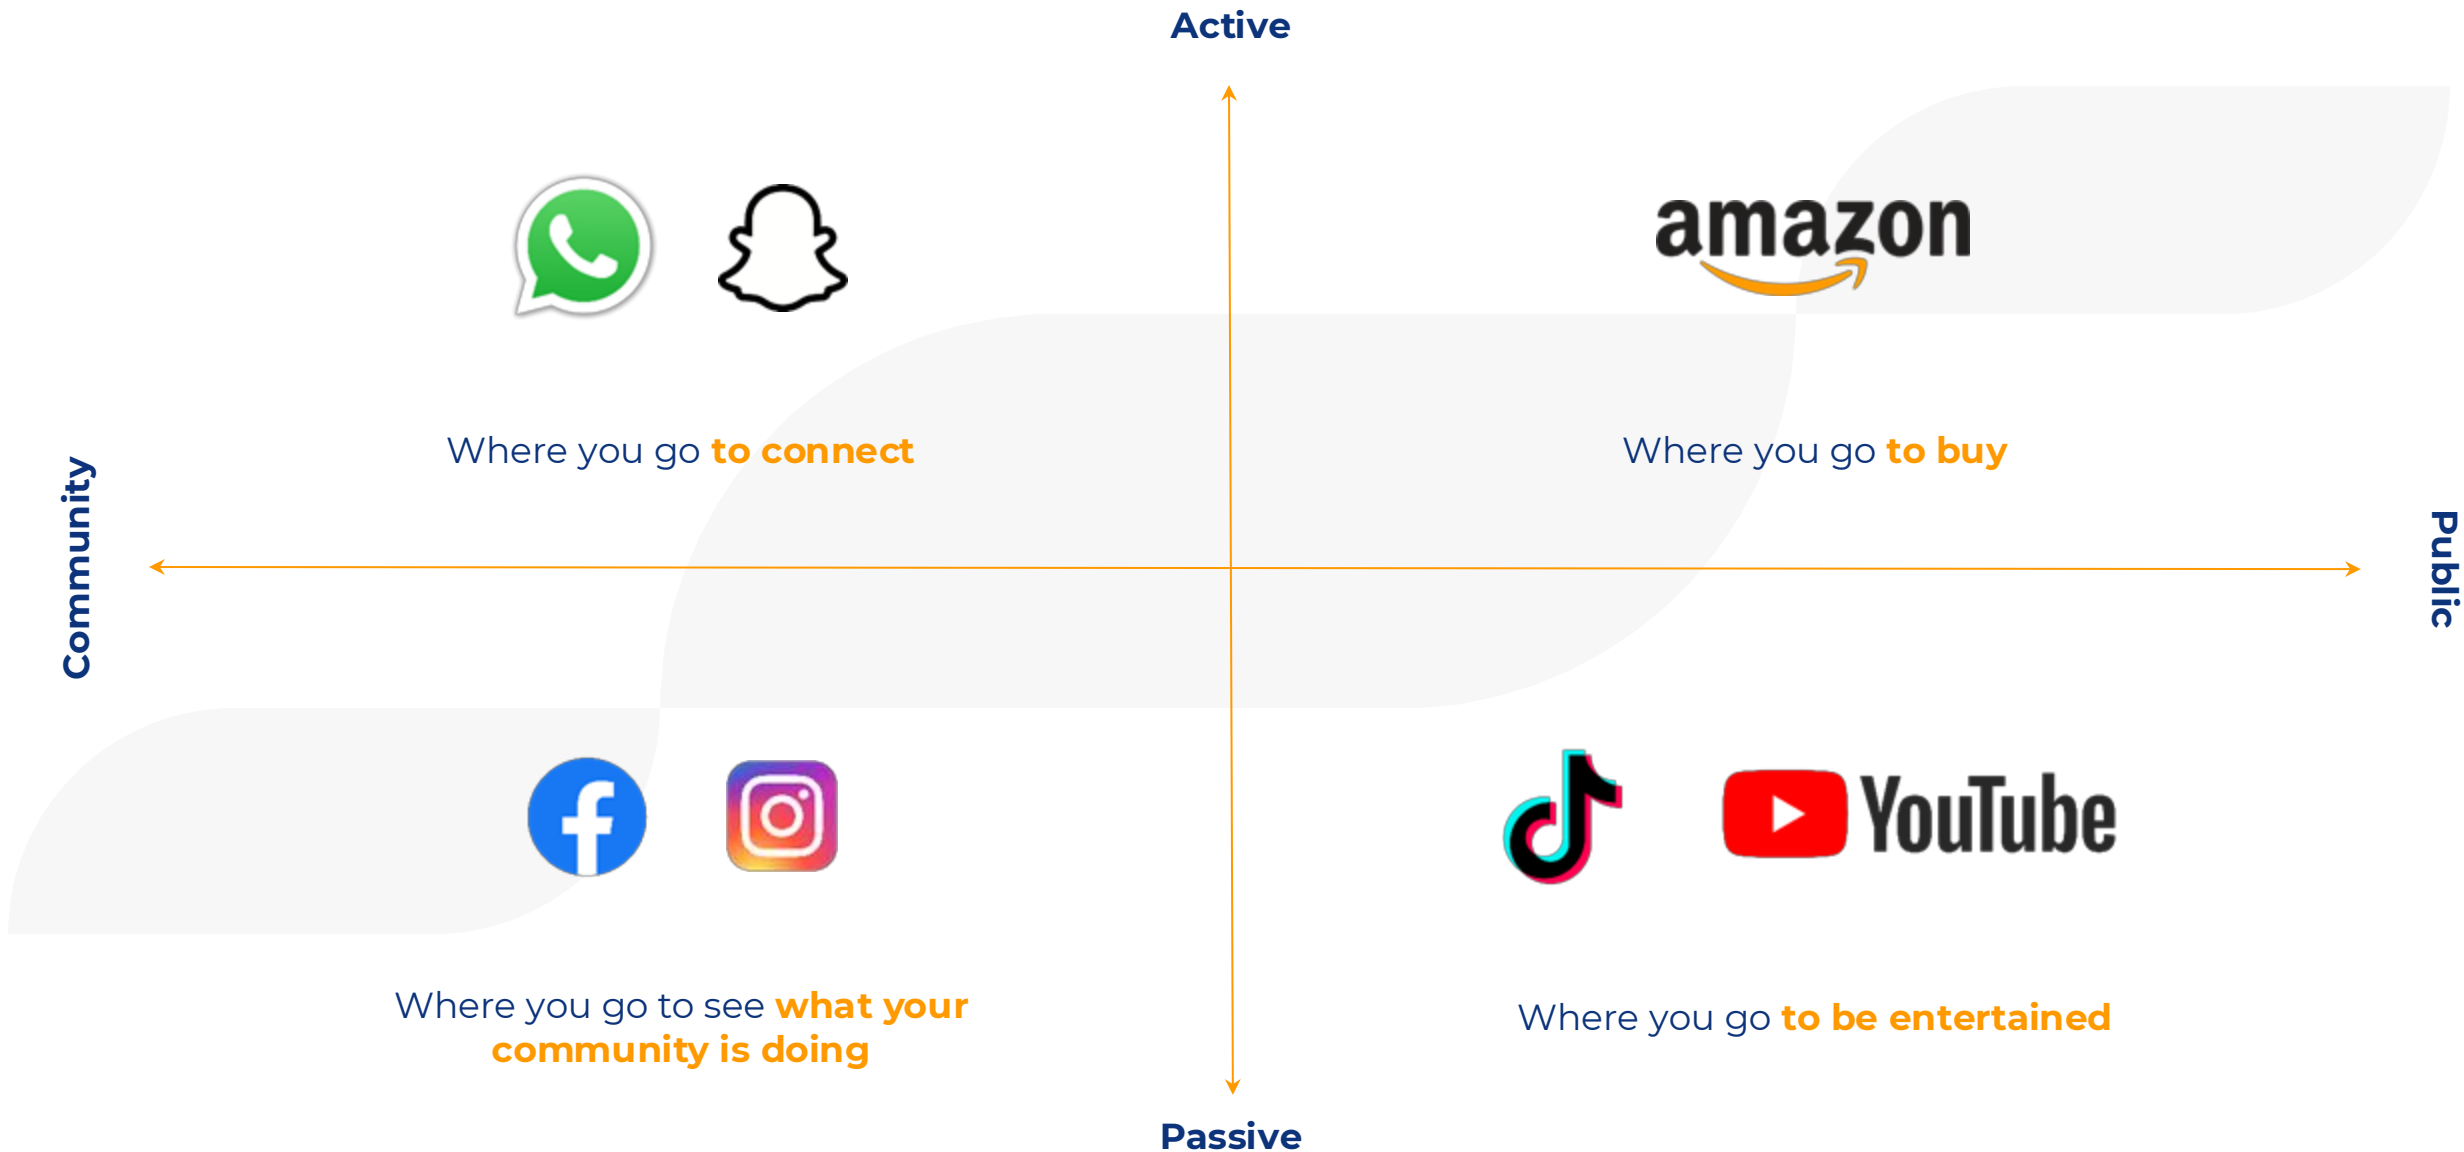 Active
amazon
Where you go to connect
Where you go to buy
Community
Public
YouTube
Where you go to see what your
community is doing
Where you go to be entertained
Passive